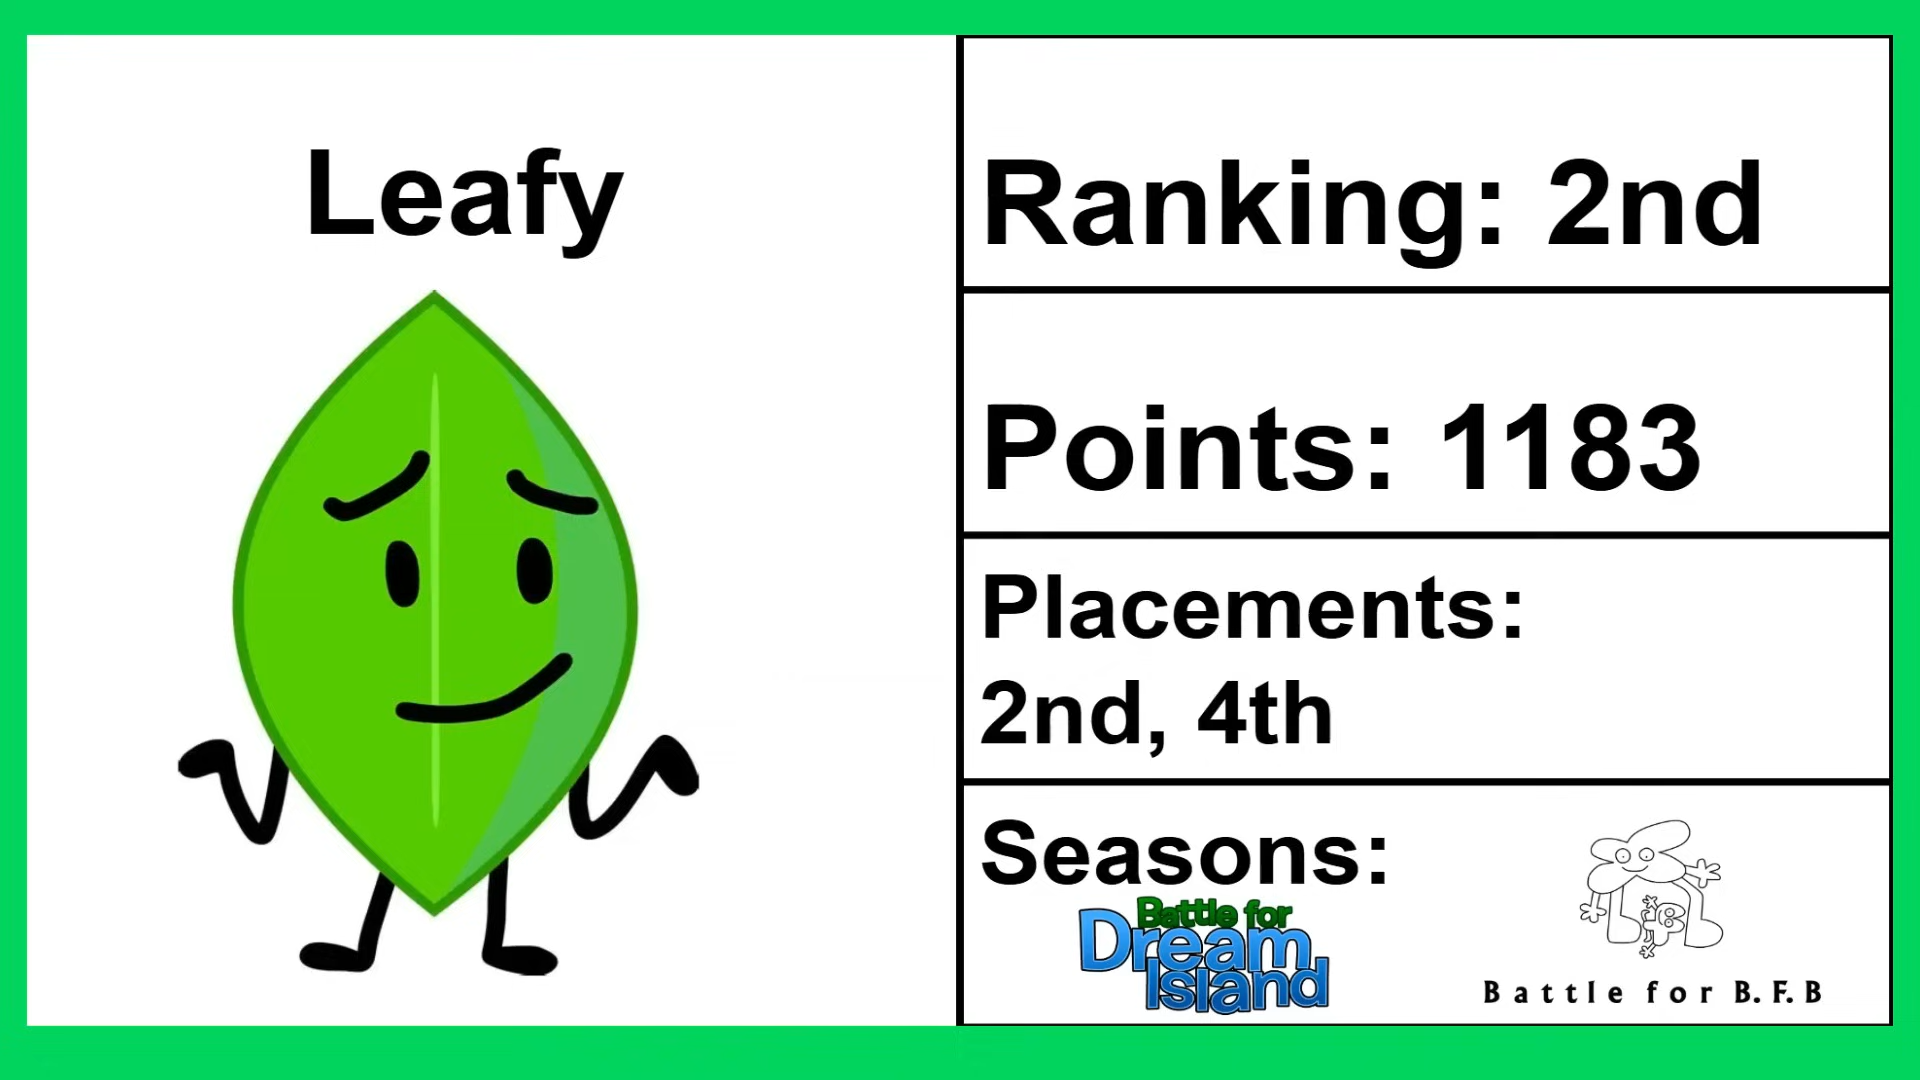 Leafy
Ranking: 2nd
Points: 1183
Placements:
2nd, 4th
Seasons:
Battle for
Dream
Island
Battle for B.F.B